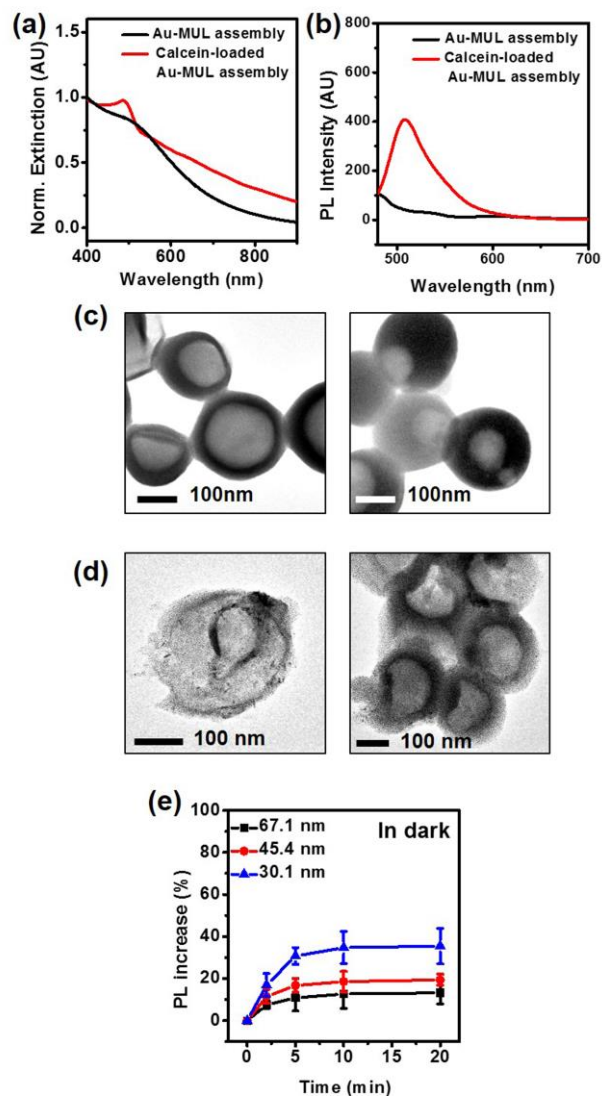 (a)
1.5
1.0
0.5
0.0
Norm. Extinction (AU)
Au-MUL assembly
Calcein-loaded
Au-MUL assembly
400
600
800
Wavelength (nm)
(b)
800
600
400
200
0
PL Intensity (AU)
Au-MUL assembly
Calcein-loaded
Au-MUL assembly
500
600
700
Wavelength (nm)
(c)
100nm
100nm
(d)
100 nm
100 nm
(e)
100
80
60
40
20
0
PL increase (%)
67.1 nm
45.4 nm
30.1 nm
In dark
0
5
10
15
20
Time (min)